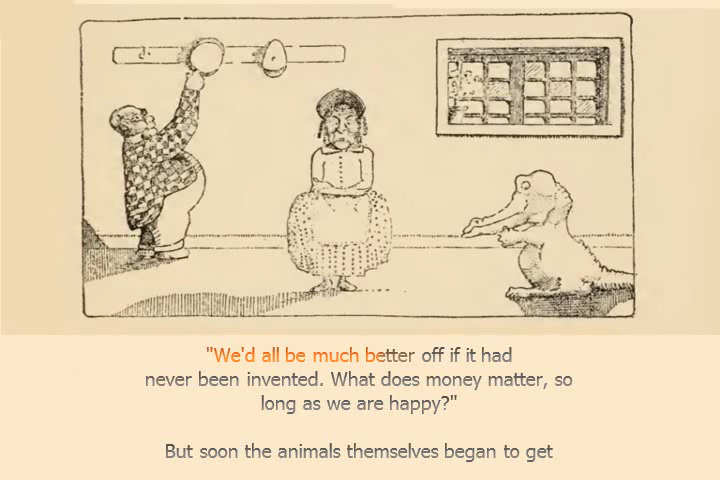 "We'd all be much better off if it had
never been invented. What does money matter, so
long as we are happy?"
But soon the animals themselves began to get